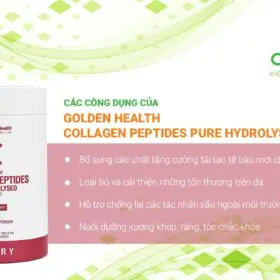 CÁC CÔNG DỤNG CỦA
GOLDEN HEALTH
COLLAGEN PEPTIDES PURE HYDROLYS
Bổ sung các chất tăng cường tái tạo tế bào mới c
Loại bỏ và cải thiện những tổn thương trên da
Hỗ trợ chống lại các tác nhân xấu ngoài môi trườ
Nuôi dưỡng xương khớp, răng, tóc chắc khỏe
PEPTIDES